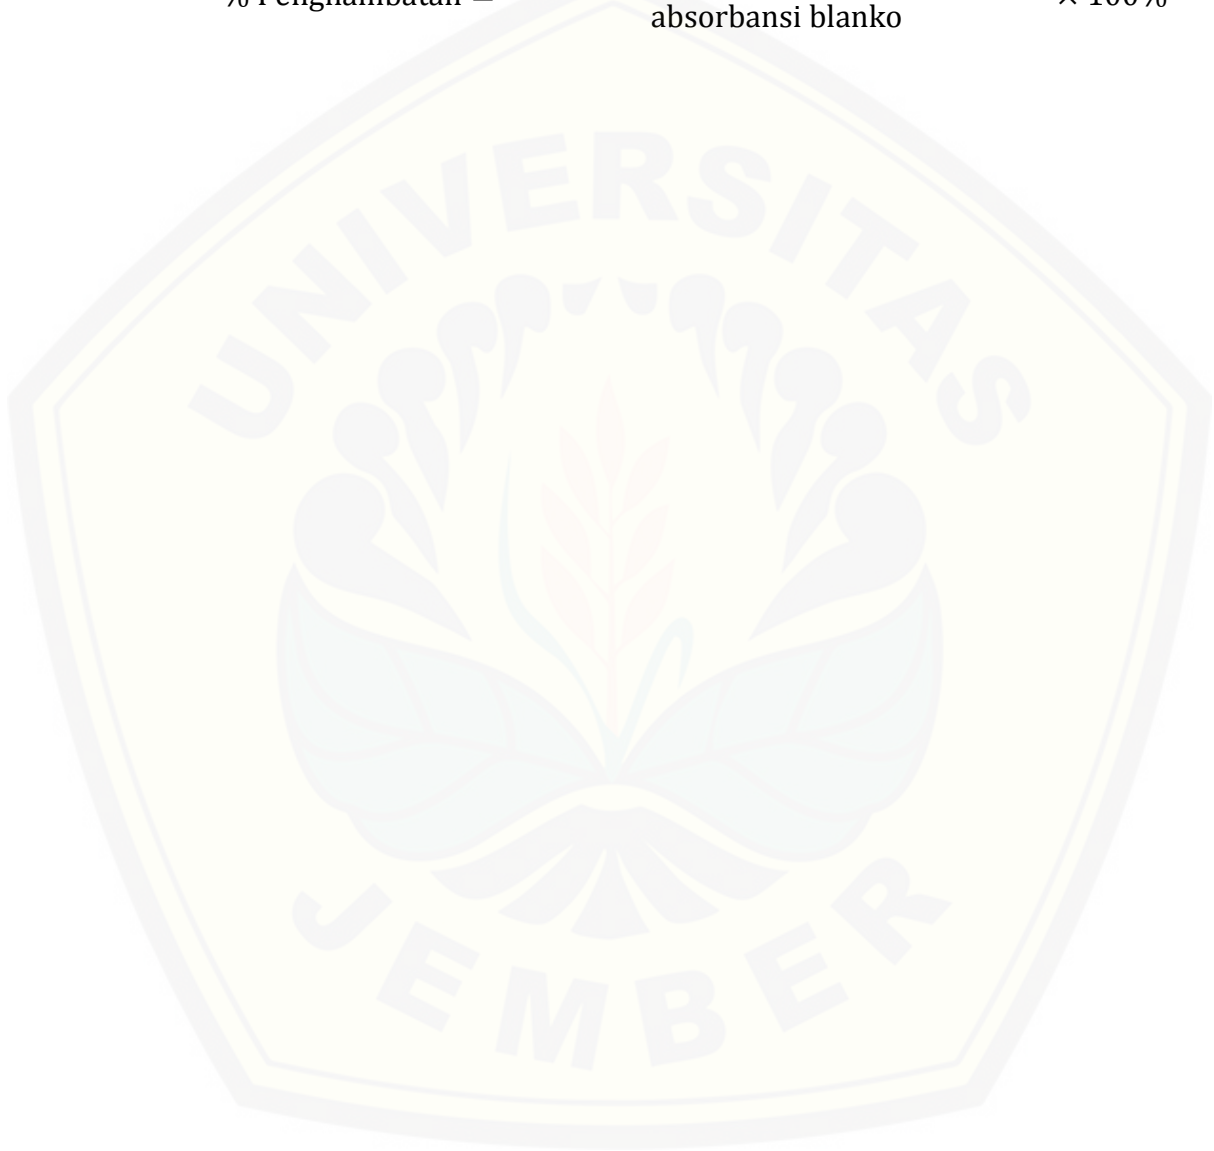 % Penghambatan =
× 100%
absorbansi blanko
UNIVERSITAS
JEMBER